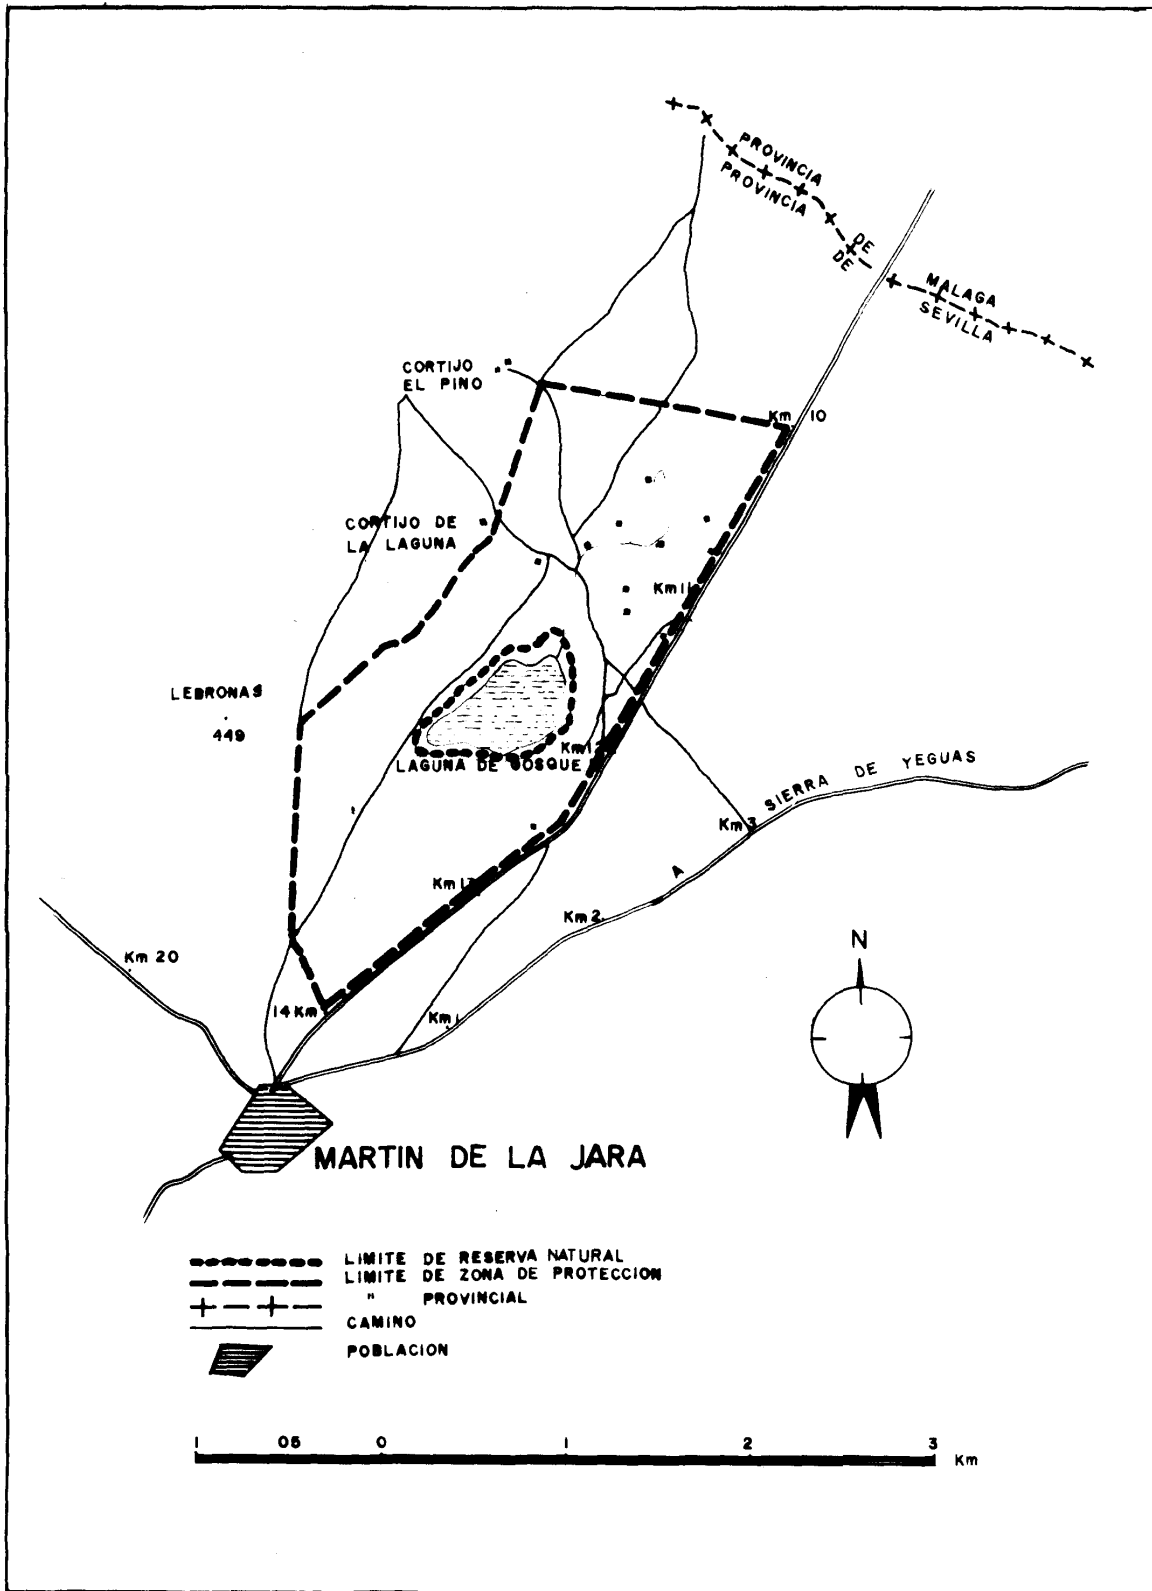 PROVINCIA DE MALAGA
PROVINCIA DE SEVILLA
CORTIJO
EL PINO
Km 10
CORTIJO DE
LA LAGUNA
Km 11
LEBRONAS
449
Km 12
LAGUNA DE GOSQUE
A SIERRA DE YEGUAS
Km 3
Km 13
Km 2
N
Km 20
14 Km
Km 1
MARTIN DE LA JARA
LIMITE DE RESERVA NATURAL
LIMITE DE ZONA DE PROTECCION
" PROVINCIAL
CAMINO
POBLACION
1 05 0 1 2 3 Km